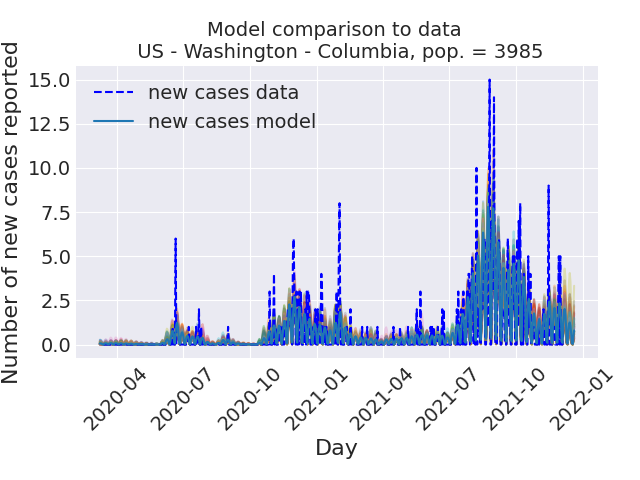 Model comparison to data
US - Washington - Columbia, pop. = 3985
Number of new cases reported
15.0
12.5
10.0
7.5
5.0
2.5
0.0
new cases data
new cases model
2020-04
2020-07
2020-10
2021-01
2021-04
2021-07
2021-10
2022-01
Day